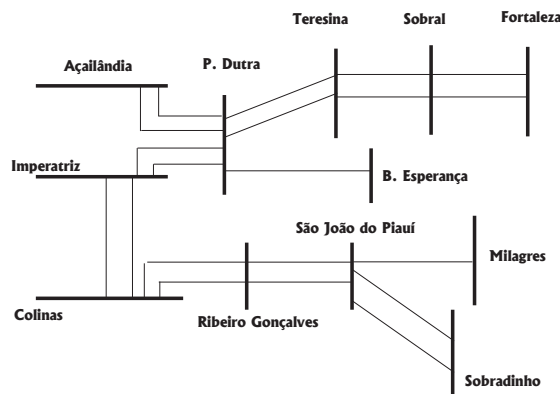 Teresina
Sobral
Fortaleza
P. Dutra
Açailândia
Imperatriz
B. Esperança
São João do Piauí
Milagres
Colinas
Ribeiro Gonçalves
Sobradinho